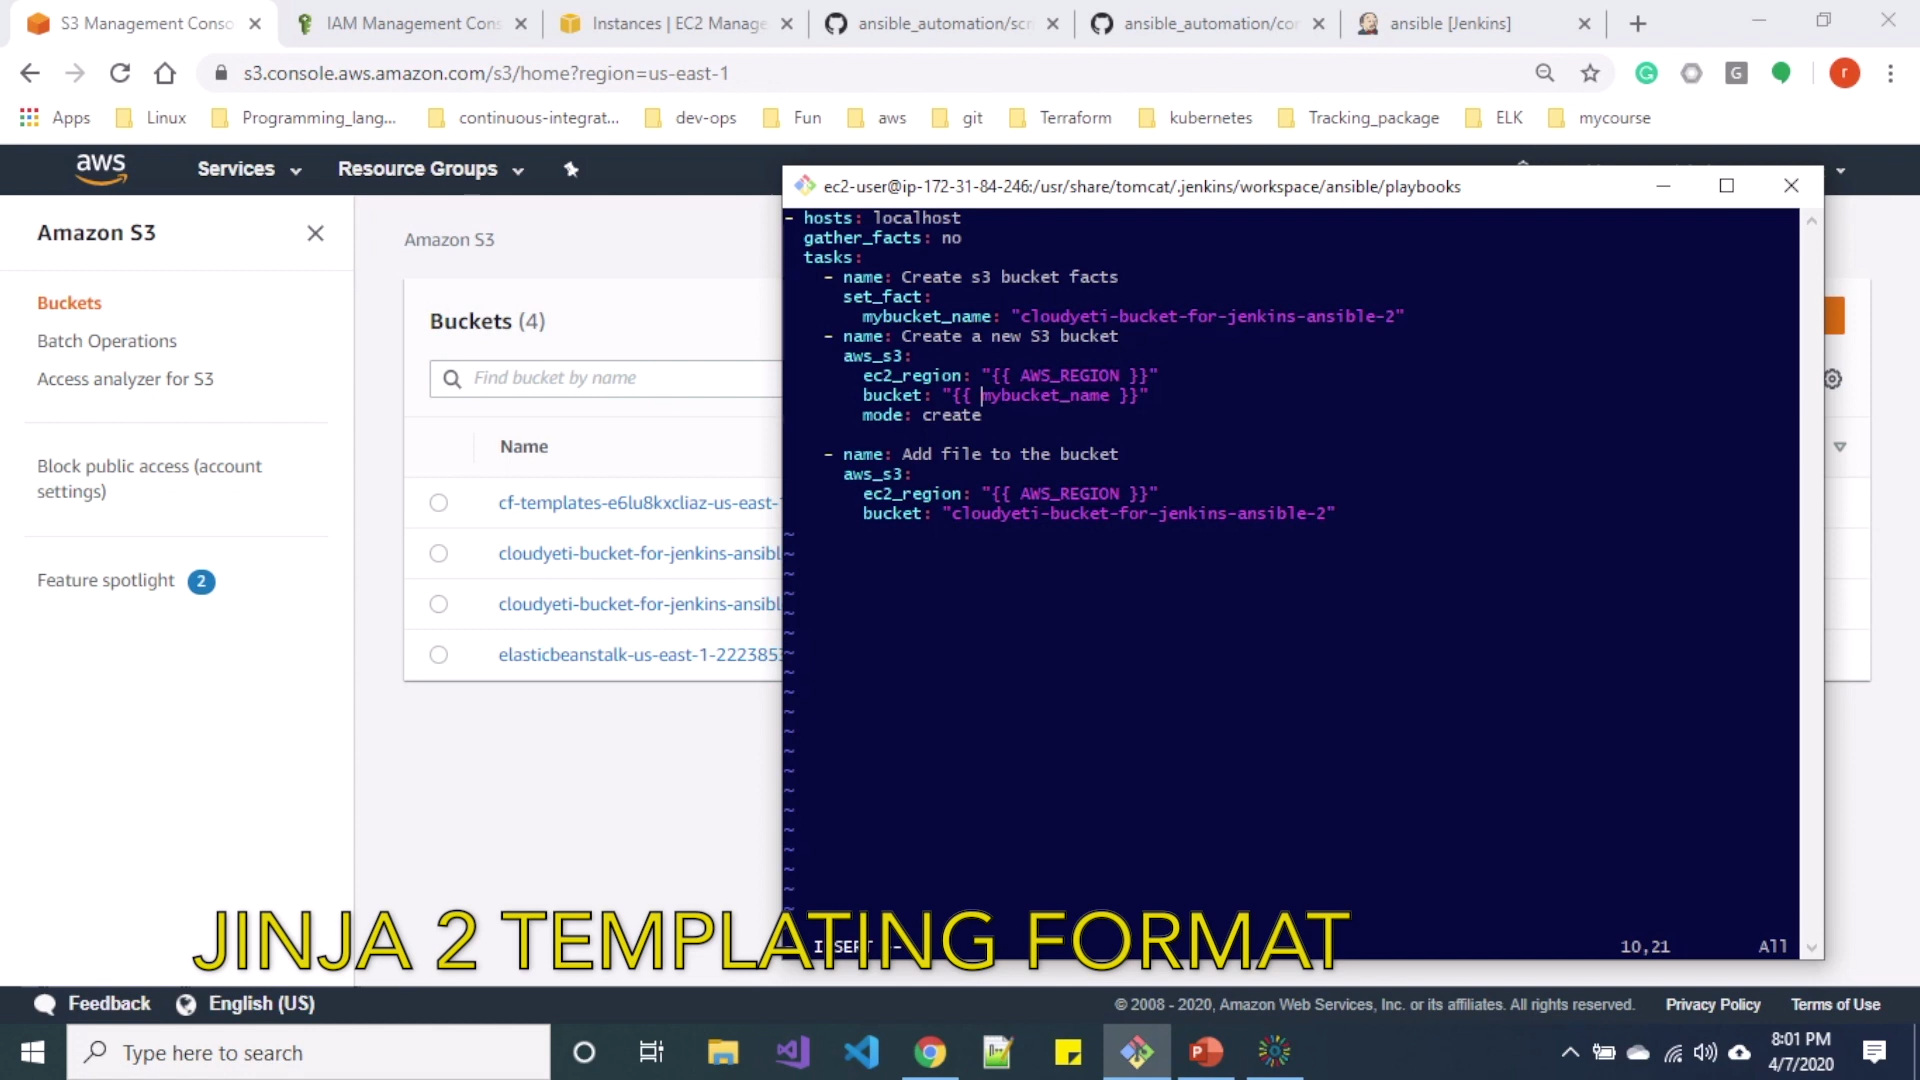 S3 Management Conso
IAM Management Cons
Instances | EC2 Manage
ansible_automation/scri
ansible_automation/cor
ansible [Jenkins]
s3.console.aws.amazon.com/s3/home?region=us-east-1
G
r
Apps
Linux
Programming_lang...
continuous-integrat...
dev-ops
Fun
aws
git
Terraform
kubernetes
Tracking_package
ELK
mycourse
aws
Services
Resource Groups
ec2-user@ip-172-31-84-246:/usr/share/tomcat/.jenkins/workspace/ansible/playbooks
Amazon S3
Buckets
Batch Operations
Access analyzer for S3
Block public access (account
settings)
Feature spotlight 2
Amazon S3
Buckets (4)
Find bucket by name
Name
cf-templates-e6lu8kxcliaz-us-east-
cloudyeti-bucket-for-jenkins-ansibl
cloudyeti-bucket-for-jenkins-ansibl
elasticbeanstalk-us-east-1-2223853
- hosts: localhost
gather_facts: no
tasks:
- name: Create s3 bucket facts
set_fact:
mybucket_name: "cloudyeti-bucket-for-jenkins-ansible-2"
- name: Create a new S3 bucket
aws_s3:
ec2_region: "{{ AWS_REGION }}"
bucket: "{{ mybucket_name }}"
mode: create
- name: Add file to the bucket
aws_s3:
ec2_region: "{{ AWS_REGION }}"
bucket: "cloudyeti-bucket-for-jenkins-ansible-2"
-- INSERT --
10,21
All
JINJA 2 TEMPLATING FORMAT
Feedback
English (US)
© 2008 - 2020, Amazon Web Services, Inc. or its affiliates. All rights reserved.
Privacy Policy
Terms of Use
Type here to search
8:01 PM
4/7/2020